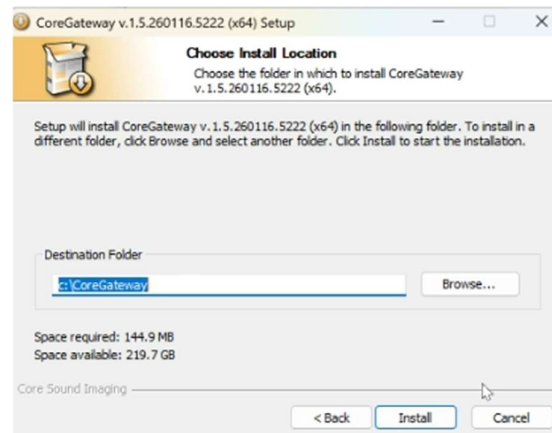 CoreGateway v.1.5.260116.5222 (x64) Setup
Choose Install Location
Choose the folder in which to install CoreGateway
v.1.5.260116.5222 (x64).
Setup will install CoreGateway v.1.5.260116.5222 (x64) in the following folder. To install in a
different folder, click Browse and select another folder. Click Install to start the installation.
Destination Folder
c:\CoreGateway
Browse...
Space required: 144.9 MB
Space available: 219.7 GB
Core Sound Imaging
< Back Install Cancel